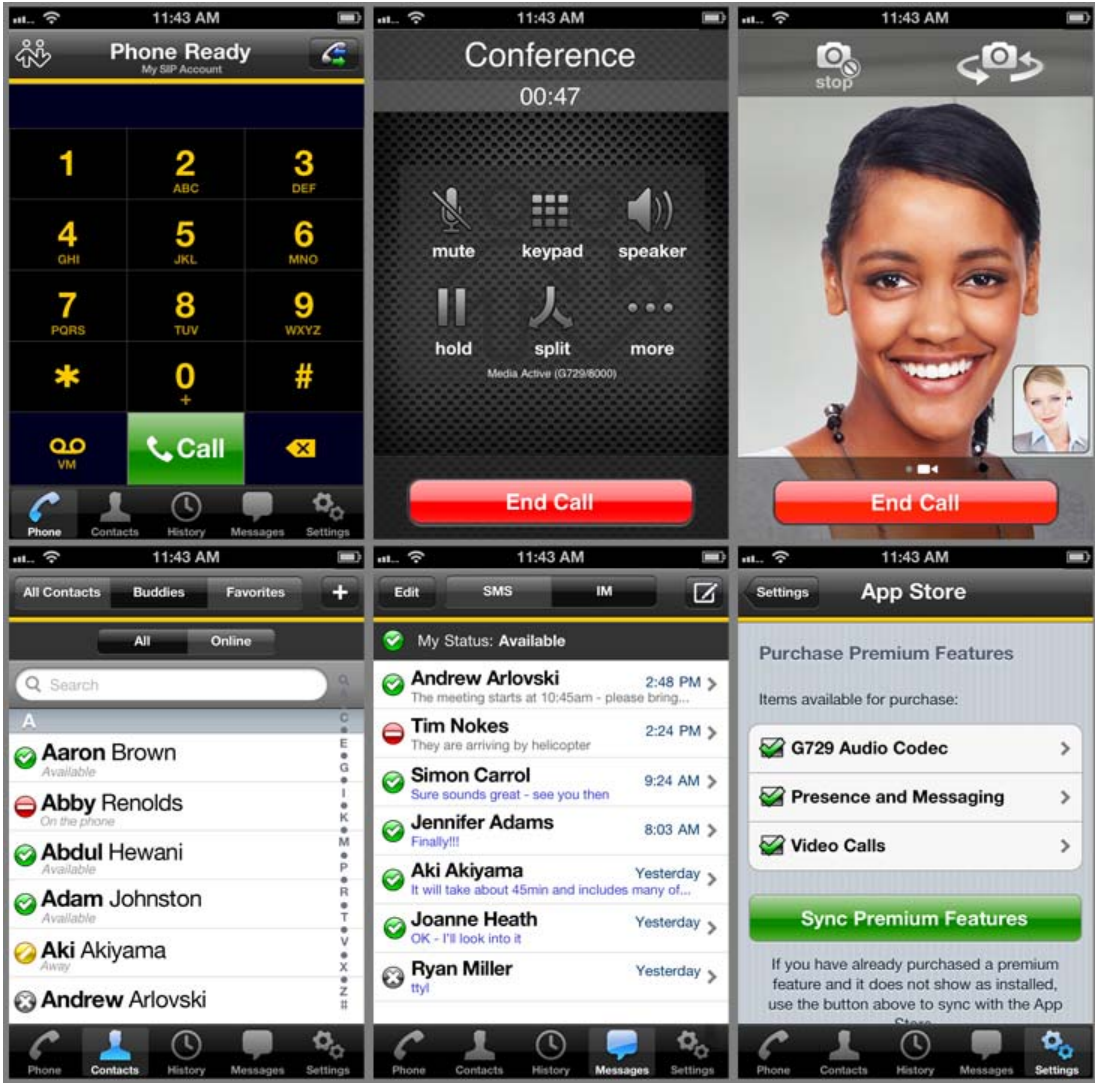 11:43 AM
Phone Ready
My SIP Account
1
2
ABC
3
DEF
4
GHI
5
JKL
6
MNO
7
PQRS
8
TUV
9
WXYZ
*
0
+
#
VM
Call
Phone Contacts History Messages Settings
11:43 AM
Conference
00:47
mute keypad speaker
hold split more
Media Active (G729/8000)
End Call
11:43 AM
stop
End Call
11:43 AM
All Contacts Buddies Favorites +
All Online
Search
A
Aaron Brown
Available
Abby Renolds
On the phone
Abdul Hewani
Available
Adam Johnston
Available
Aki Akiyama
Away
Andrew Arlovski
A
C
E
G
I
K
M
P
R
T
V
X
Z
#
Phone Contacts History Messages Settings
11:43 AM
Edit SMS IM
My Status: Available
Andrew Arlovski 2:48 PM
The meeting starts at 10:45am - please bring...
Tim Nokes 2:24 PM
They are arriving by helicopter
Simon Carrol 9:24 AM
Sure sounds great - see you then
Jennifer Adams 8:03 AM
Finally!!!
Aki Akiyama Yesterday
It will take about 45min and includes many of...
Joanne Heath Yesterday
OK - I'll look into it
Ryan Miller Yesterday
ttyl
Phone Contacts History Messages Settings
11:43 AM
Settings App Store
Purchase Premium Features
Items available for purchase:
G729 Audio Codec
Presence and Messaging
Video Calls
Sync Premium Features
If you have already purchased a premium
feature and it does not show as installed,
use the button above to sync with the App
Store
Phone Contacts History Messages Settings